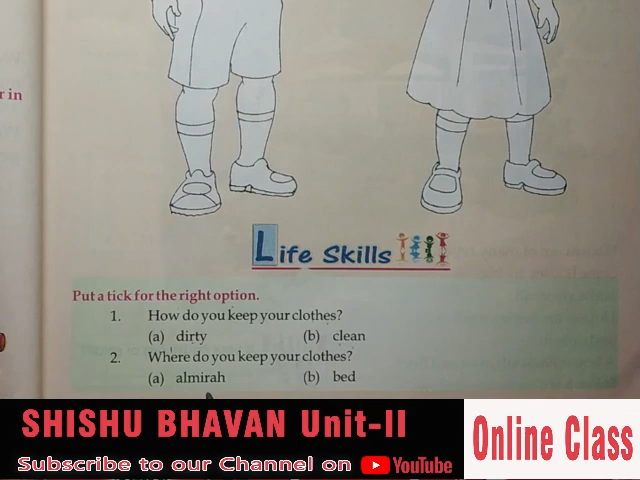 r in
Life Skills
Put a tick for the right option.
1. How do you keep your clothes?
(a) dirty (b) clean
2. Where do you keep your clothes?
(a) almirah (b) bed
SHISHU BHAVAN Unit-II
Online Class
Subscribe to our Channel on YouTube